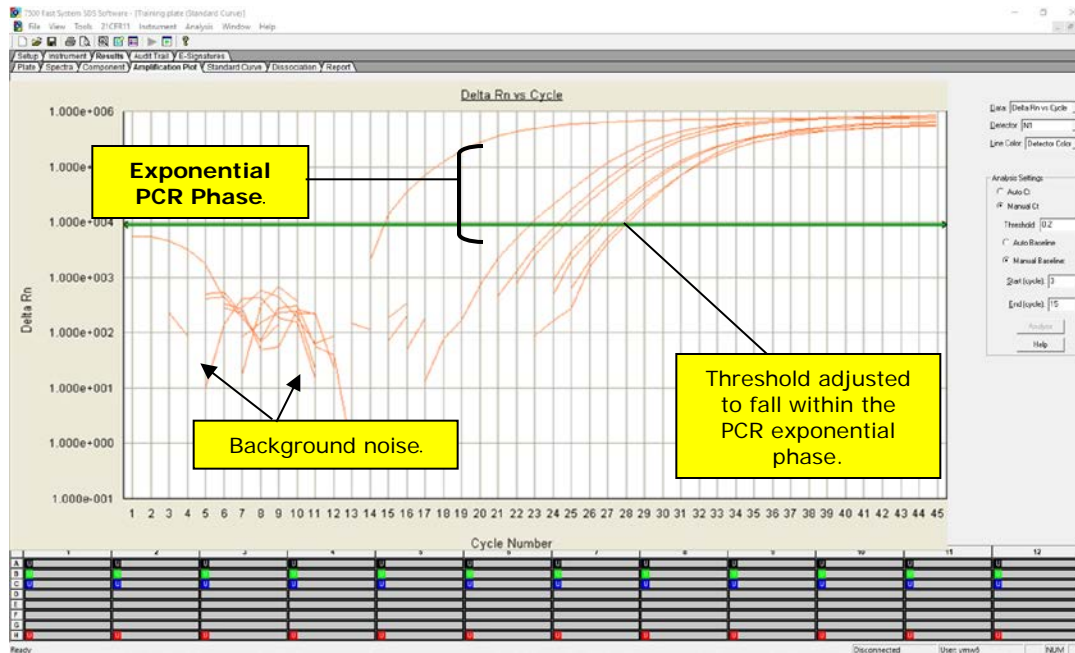 7500 Fast System SDS Software - [Training plate (Standard Curve)]
File View Tools 21CFR11 Instrument Analysis Window Help
Setup Instrument Results Audit Trail E-Signatures
Plate Spectra Component Amplification Plot Standard Curve Dissociation Report
Delta Rn vs Cycle
Data: Delta Rn vs Cycle
Detector: N1
Line Color: Detector Color
Analysis Settings
Auto Ct
Manual Ct
Threshold: 0.2
Auto Baseline
Manual Baseline:
Start (cycle): 3
End (cycle): 15
Analyze
Help
Delta Rn
1.000e+006
1.000e+
1.000e+
1.000e+004
1.000e+003
1.000e+002
1.000e+001
1.000e+000
1.000e-001
Exponential
PCR Phase.
Background noise.
Threshold adjusted
to fall within the
PCR exponential
phase.
1 2 3 4 5 6 7 8 9 10 11 12 13 14 15 16 17 18 19 20 21 22 23 24 25 26 27 28 29 30 31 32 33 34 35 36 37 38 39 40 41 42 43 44 45
Cycle Number
1 2 3 4 5 6 7 8 9 10 11 12
A U U U U U U U U U U U U
B
C U U U U U U U U U U U U
D
E
F
G
H U U U U U U U U U U U U
Ready
Disconnected
User: vmw6
NUM